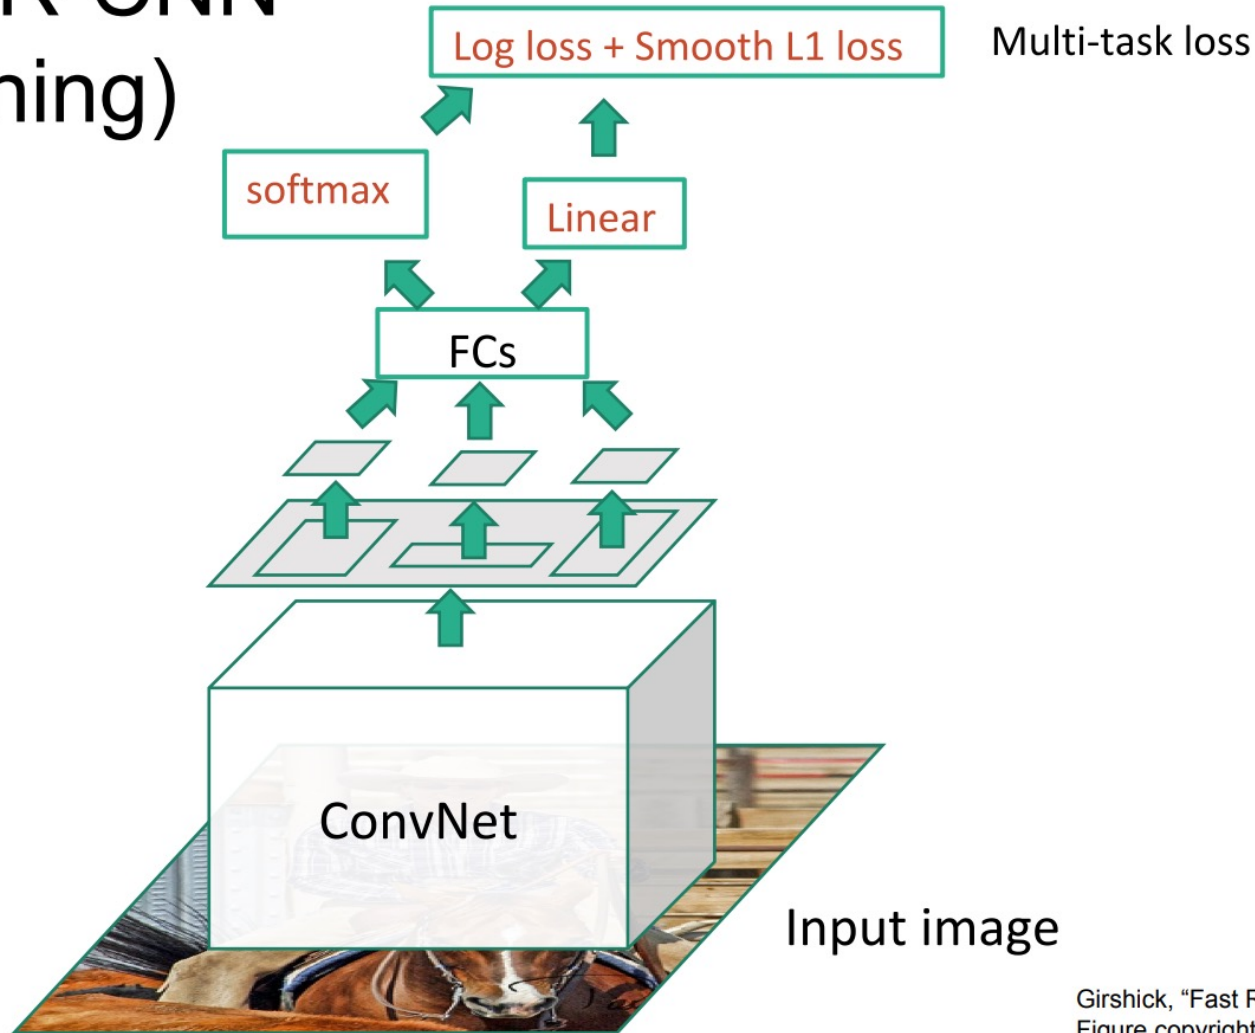 R-CNN
ning)
Log loss + Smooth L1 loss
Multi-task loss
softmax
Linear
FCs
ConvNet
Input image
Girshick, “Fast R
Figure copyright